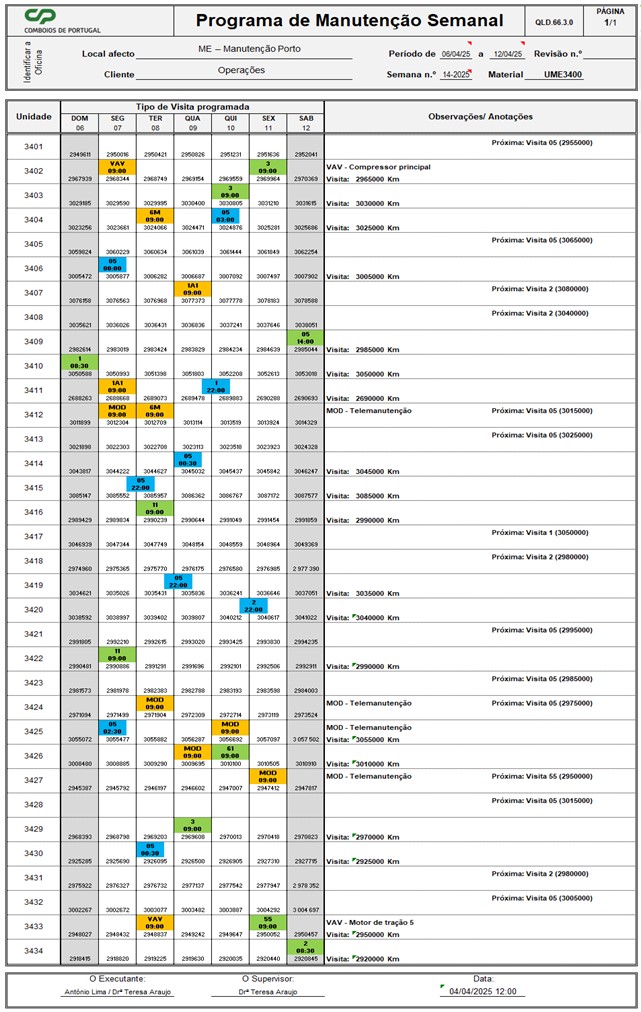 CP
COMBOIOS DE PORTUGAL
Programa de Manutenção Semanal
QLD.66.3.0
PÁGINA
1/1
Identificar a Oficina
Local afecto ME – Manutenção Porto
Período de 06/04/25 a 12/04/25 Revisão n.º
Cliente Operações
Semana n.º 14-2025 Material UME3400
Unidade Tipo de Visita programada Observações/ Anotações
DOM SEG TER QUA QUI SEX SAB
06 07 08 09 10 11 12
3401 Próxima: Visita 05 (2955000)
2949611 2950016 2950421 2950826 2951231 2951636 2952041
3402 VAV 09:00 3 09:00 VAV - Compressor principal
2967939 2968344 2968749 2969154 2969559 2969964 2970369 Visita: 2965000 Km
3403 3 09:00
3029185 3029590 3029995 3030400 3030805 3031210 3031615 Visita: 3030000 Km
3404 6M 09:00 05 03:00
3023256 3023661 3024066 3024471 3024876 3025281 3025686 Visita: 3025000 Km
3405 Próxima: Visita 05 (3065000)
3059824 3060229 3060634 3061039 3061444 3061849 3062254
3406 05 00:00
3005472 3005877 3006282 3006687 3007092 3007497 3007902 Visita: 3005000 Km
3407 1A1 09:00 Próxima: Visita 2 (3080000)
3076158 3076563 3076968 3077373 3077778 3078183 3078588
3408 Próxima: Visita 2 (3040000)
3035621 3036026 3036431 3036836 3037241 3037646 3038051
3409 05 14:00
2982614 2983019 2983424 2983829 2984234 2984639 2985044 Visita: 2985000 Km
3410 1 08:30
3050588 3050993 3051398 3051803 3052208 3052613 3053018 Visita: 3050000 Km
3411 1A1 09:00 1 22:00
2688263 2688668 2689073 2689478 2689883 2690288 2690693 Visita: 2690000 Km
3412 MOD 09:00 6M 09:00 MOD - Telemanutenção Próxima: Visita 05 (3015000)
3011899 3012304 3012709 3013114 3013519 3013924 3014329
3413 Próxima: Visita 05 (3025000)
3021898 3022303 3022708 3023113 3023518 3023923 3024328
3414 05 00:30
3043817 3044222 3044627 3045032 3045437 3045842 3046247 Visita: 3045000 Km
3415 05 22:00
3085147 3085552 3085957 3086362 3086767 3087172 3087577 Visita: 3085000 Km
3416 11 09:00
2989429 2989834 2990239 2990644 2991049 2991454 2991859 Visita: 2990000 Km
3417 Próxima: Visita 1 (3050000)
3046939 3047344 3047749 3048154 3048559 3048964 3049369
3418 Próxima: Visita 2 (2980000)
2974960 2975365 2975770 2976175 2976580 2976985 2 977 390
3419 05 22:00
3034621 3035026 3035431 3035836 3036241 3036646 3037051 Visita: 3035000 Km
3420 2 22:00
3038592 3038997 3039402 3039807 3040212 3040617 3041022 Visita: 3040000 Km
3421 Próxima: Visita 05 (2995000)
2991805 2992210 2992615 2993020 2993425 2993830 2994235
3422 11 09:00
2990481 2990886 2991291 2991696 2992101 2992506 2992911 Visita: 2990000 Km
3423 Próxima: Visita 05 (2985000)
2981573 2981978 2982383 2982788 2983193 2983598 2984003
3424 MOD 09:00 MOD - Telemanutenção Próxima: Visita 05 (2975000)
2971094 2971499 2971904 2972309 2972714 2973119 2973524
3425 05 02:30 MOD 09:00 MOD - Telemanutenção
3055072 3055477 3055882 3056287 3056692 3057097 3 057 502 Visita: 3055000 Km
3426 MOD 09:00 61 09:00
3008480 3008885 3009290 3009695 3010100 3010505 3010910 Visita: 3010000 Km
3427 MOD 09:00 MOD - Telemanutenção Próxima: Visita 55 (2950000)
2945387 2945792 2946197 2946602 2947007 2947412 2947817
3428 Próxima: Visita 05 (3015000)
3429 3 09:00
2968393 2968798 2969203 2969608 2970013 2970418 2970823 Visita: 2970000 Km
3430 05 00:30
2925285 2925690 2926095 2926500 2926905 2927310 2927715 Visita: 2925000 Km
3431 Próxima: Visita 2 (2980000)
2975922 2976327 2976732 2977137 2977542 2977947 2 978 352
3432 Próxima: Visita 05 (3005000)
3002267 3002672 3003077 3003482 3003887 3004292 3 004 697
3433 VAV 09:00 55 09:00 VAV - Motor de tração 5
2948027 2948432 2948837 2949242 2949647 2950052 2950457 Visita: 2950000 Km
3434 2 08:30
2918415 2918820 2919225 2919630 2920035 2920440 2920845 Visita: 2920000 Km
O Executante: O Supervisor: Data:
António Lima / Drª Teresa Araujo Drª Teresa Araujo 04/04/2025 12:00